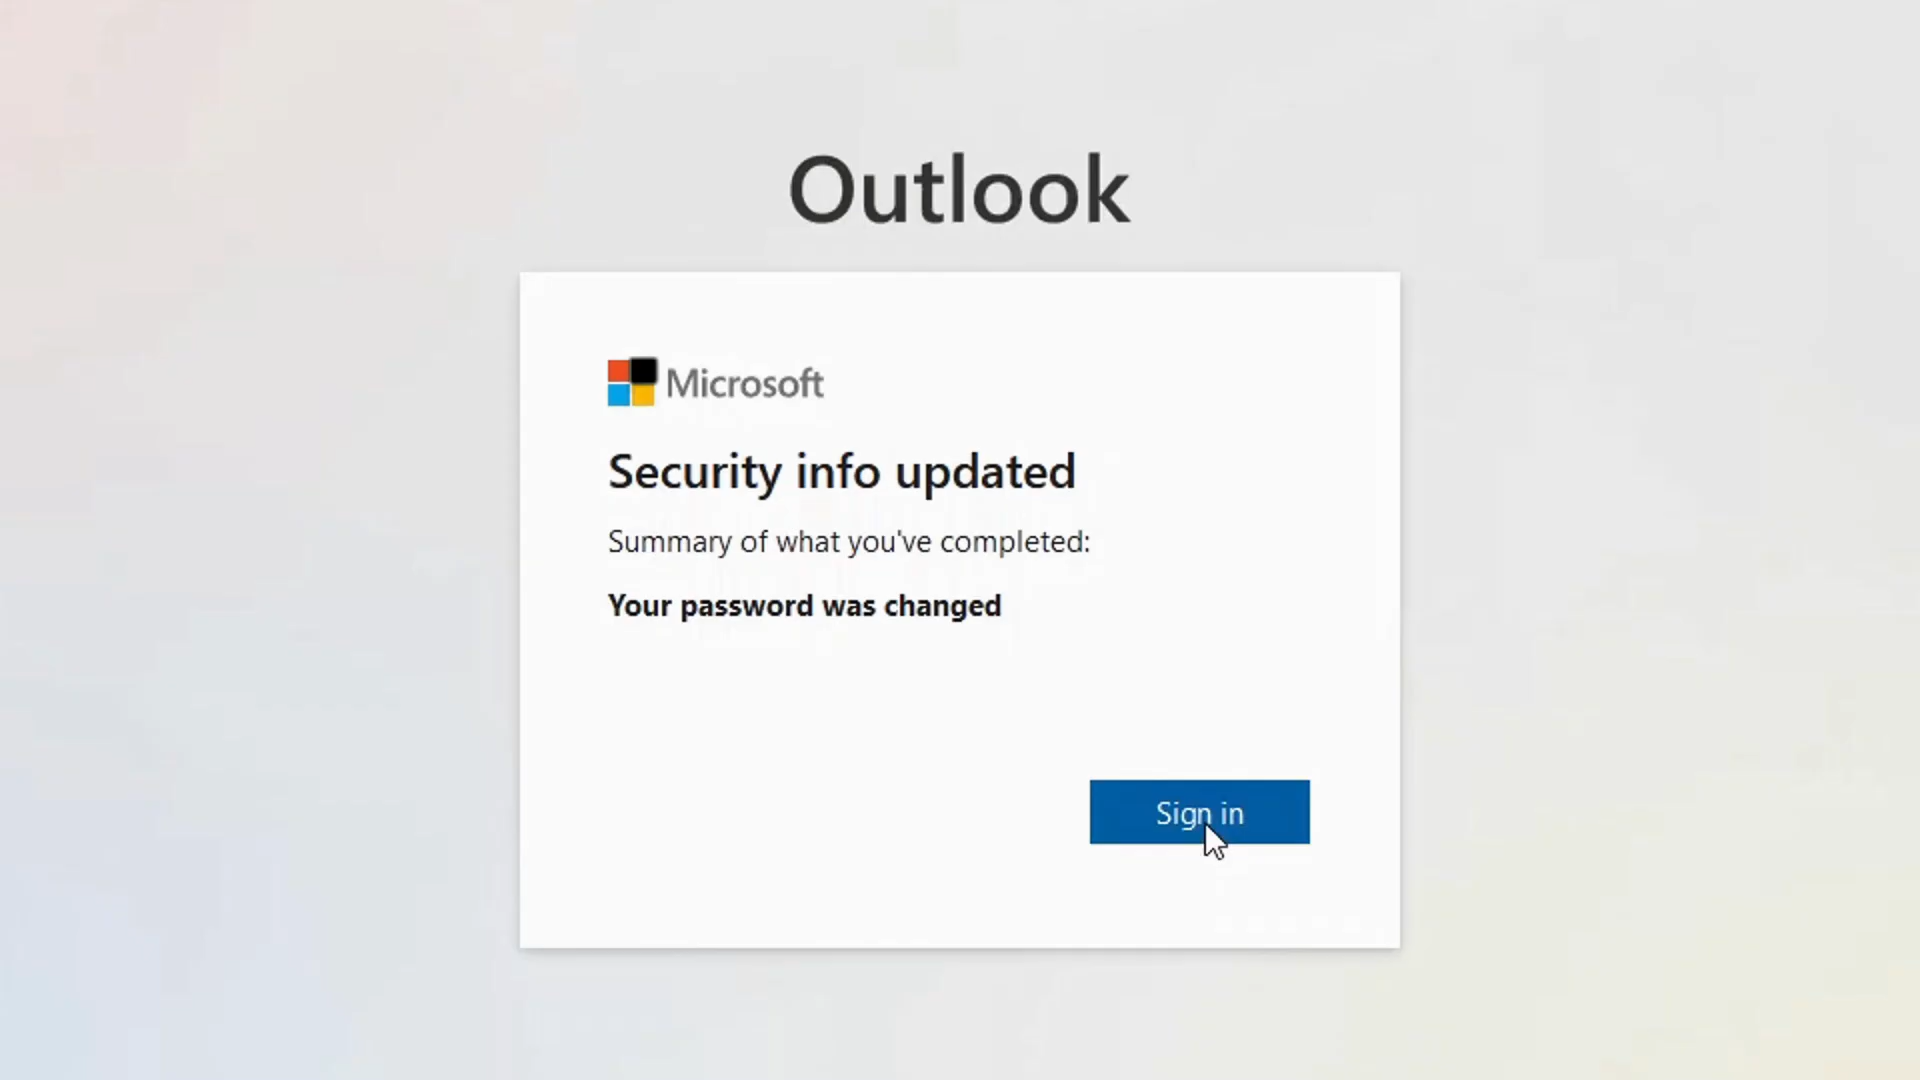 Outlook
Microsoft
Security info updated
Summary of what you've completed:
Your password was changed
Sign in